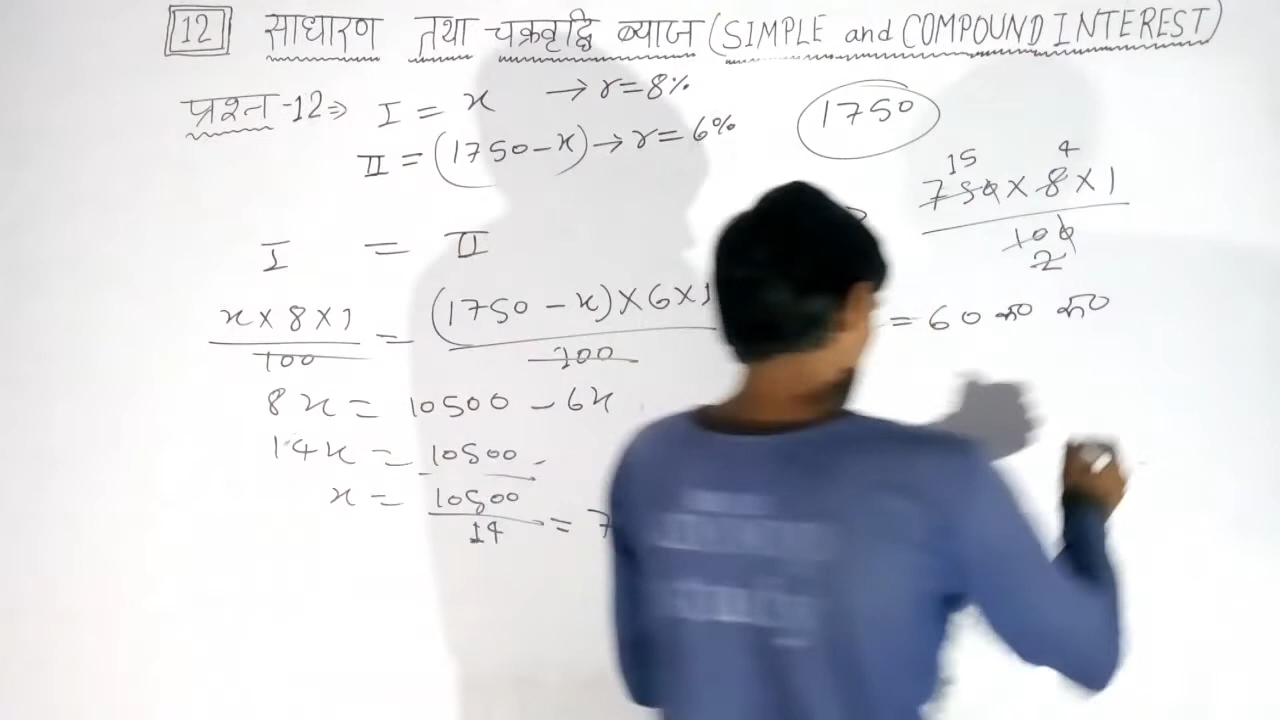 12 साधारण तथा चक्रवृद्धि ब्याज (SIMPLE and COMPOUND INTEREST)
प्रश्न-12⇒ I = x → r=8%
II = (1750-x) → r=6%
1750
I = II
x×8×1/100 = (1750-x)×6×1/100
8x = 10500 - 6x
14x = 10500
x = 10500/14 = 7
15 4
750×8×1
100
2
= 60